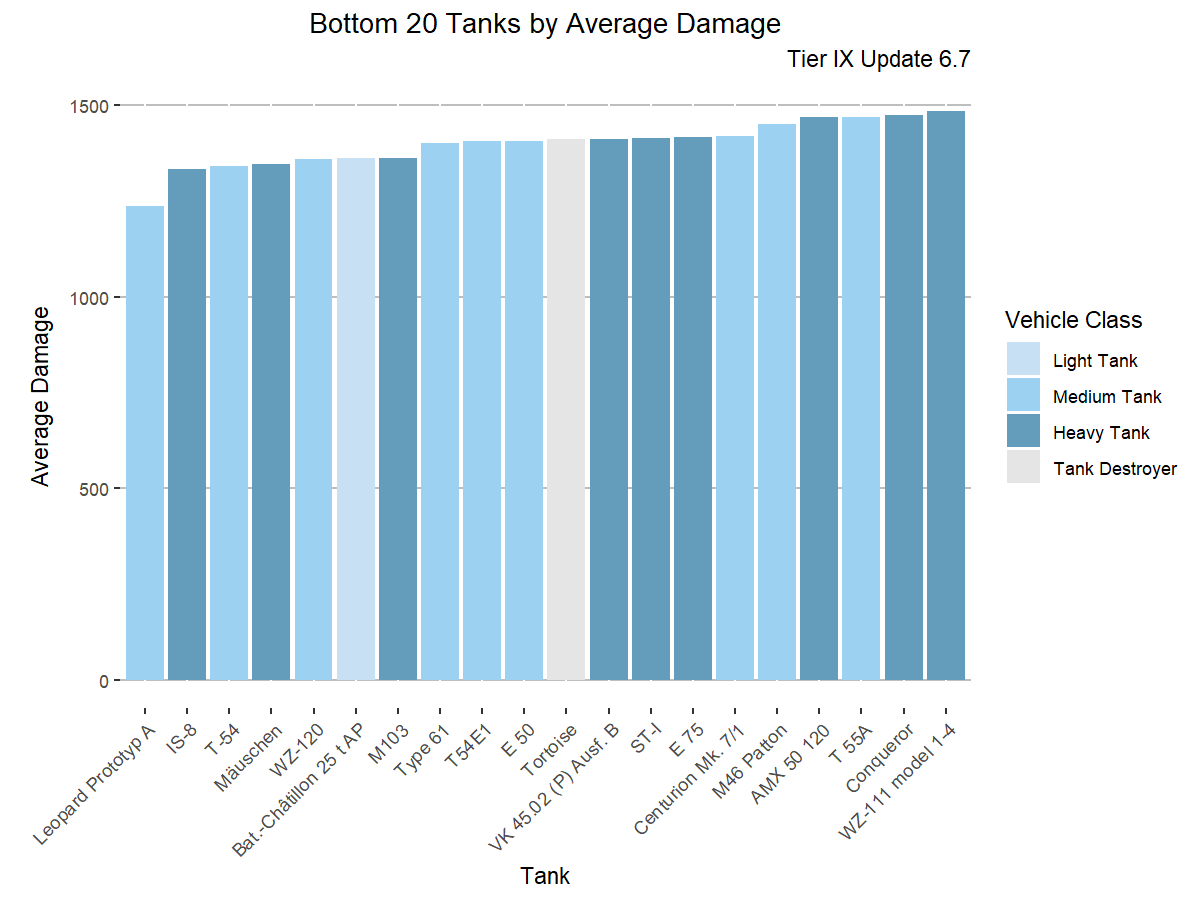 Bottom 20 Tanks by Average Damage
Tier IX Update 6.7
Average Damage
1500
1000
500
0
Leopard Prototyp A
IS-8
T-54
Mäuschen
WZ-120
Bat.-Châtillon 25 t AP
M103
Type 61
T54E1
E 50
Tortoise
VK 45.02 (P) Ausf. B
ST-I
E 75
Centurion Mk. 7/1
M46 Patton
AMX 50 120
T 55A
Conqueror
WZ-111 model 1-4
Tank
Vehicle Class
Light Tank
Medium Tank
Heavy Tank
Tank Destroyer